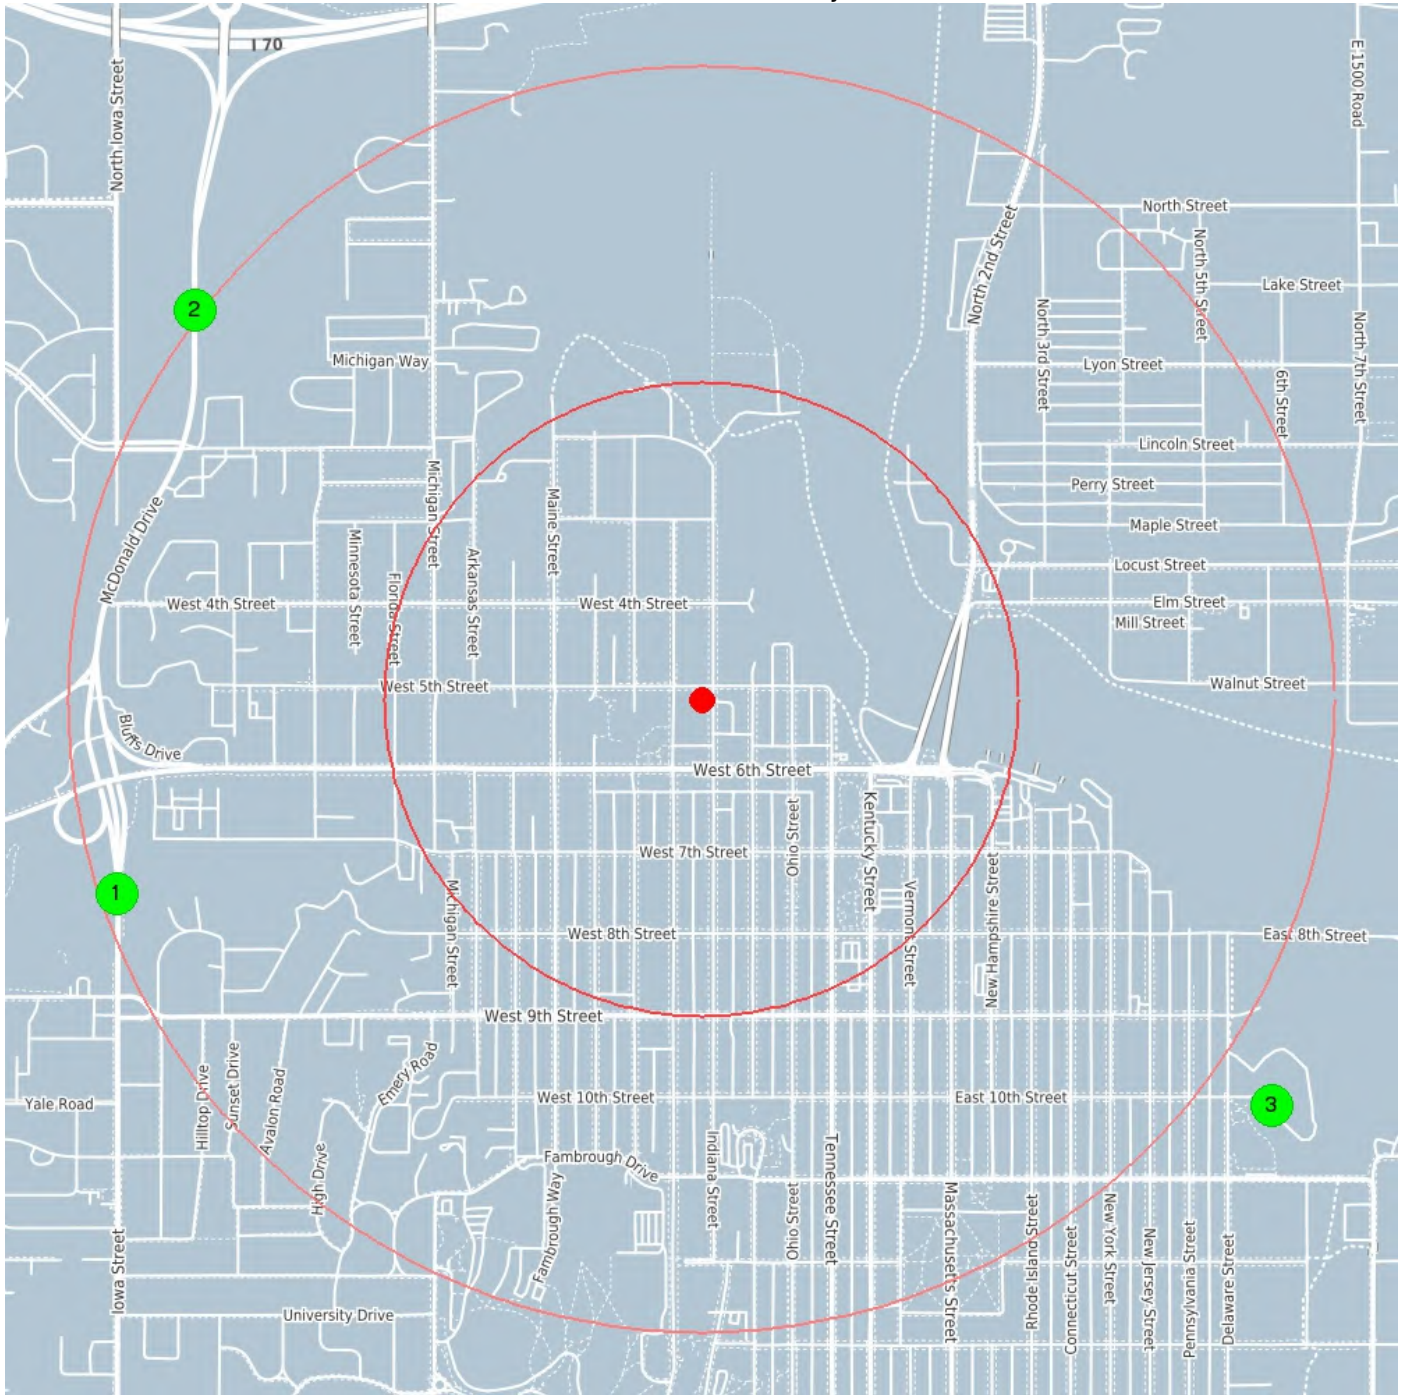 I 70
North Iowa Street
E 1500 Road
North Street
North 2nd Street
North 5th Street
Lake Street
2
North 3rd Street
North 7th Street
Michigan Way
Lyon Street
6th Street
Lincoln Street
Michigan Street
Maine Street
Perry Street
McDonald Drive
Maple Street
Minnesota Street
Arkansas Street
Locust Street
Florida Street
West 4th Street
West 4th Street
Elm Street
Mill Street
West 5th Street
Walnut Street
Bluffs Drive
West 6th Street
Ohio Street
Kentucky Street
West 7th Street
New Hampshire Street
1
Michigan Street
Vermont Street
West 8th Street
East 8th Street
West 9th Street
Emery Road
Hilltop Drive
Sunset Drive
Avalon Road
Yale Road
West 10th Street
East 10th Street
3
High Drive
Fambrough Drive
Indiana Street
Tennessee Street
Fambrough Way
Ohio Street
Massachusetts Street
Rhode Island Street
Connecticut Street
New York Street
New Jersey Street
Pennsylvania Street
Delaware Street
Iowa Street
University Drive